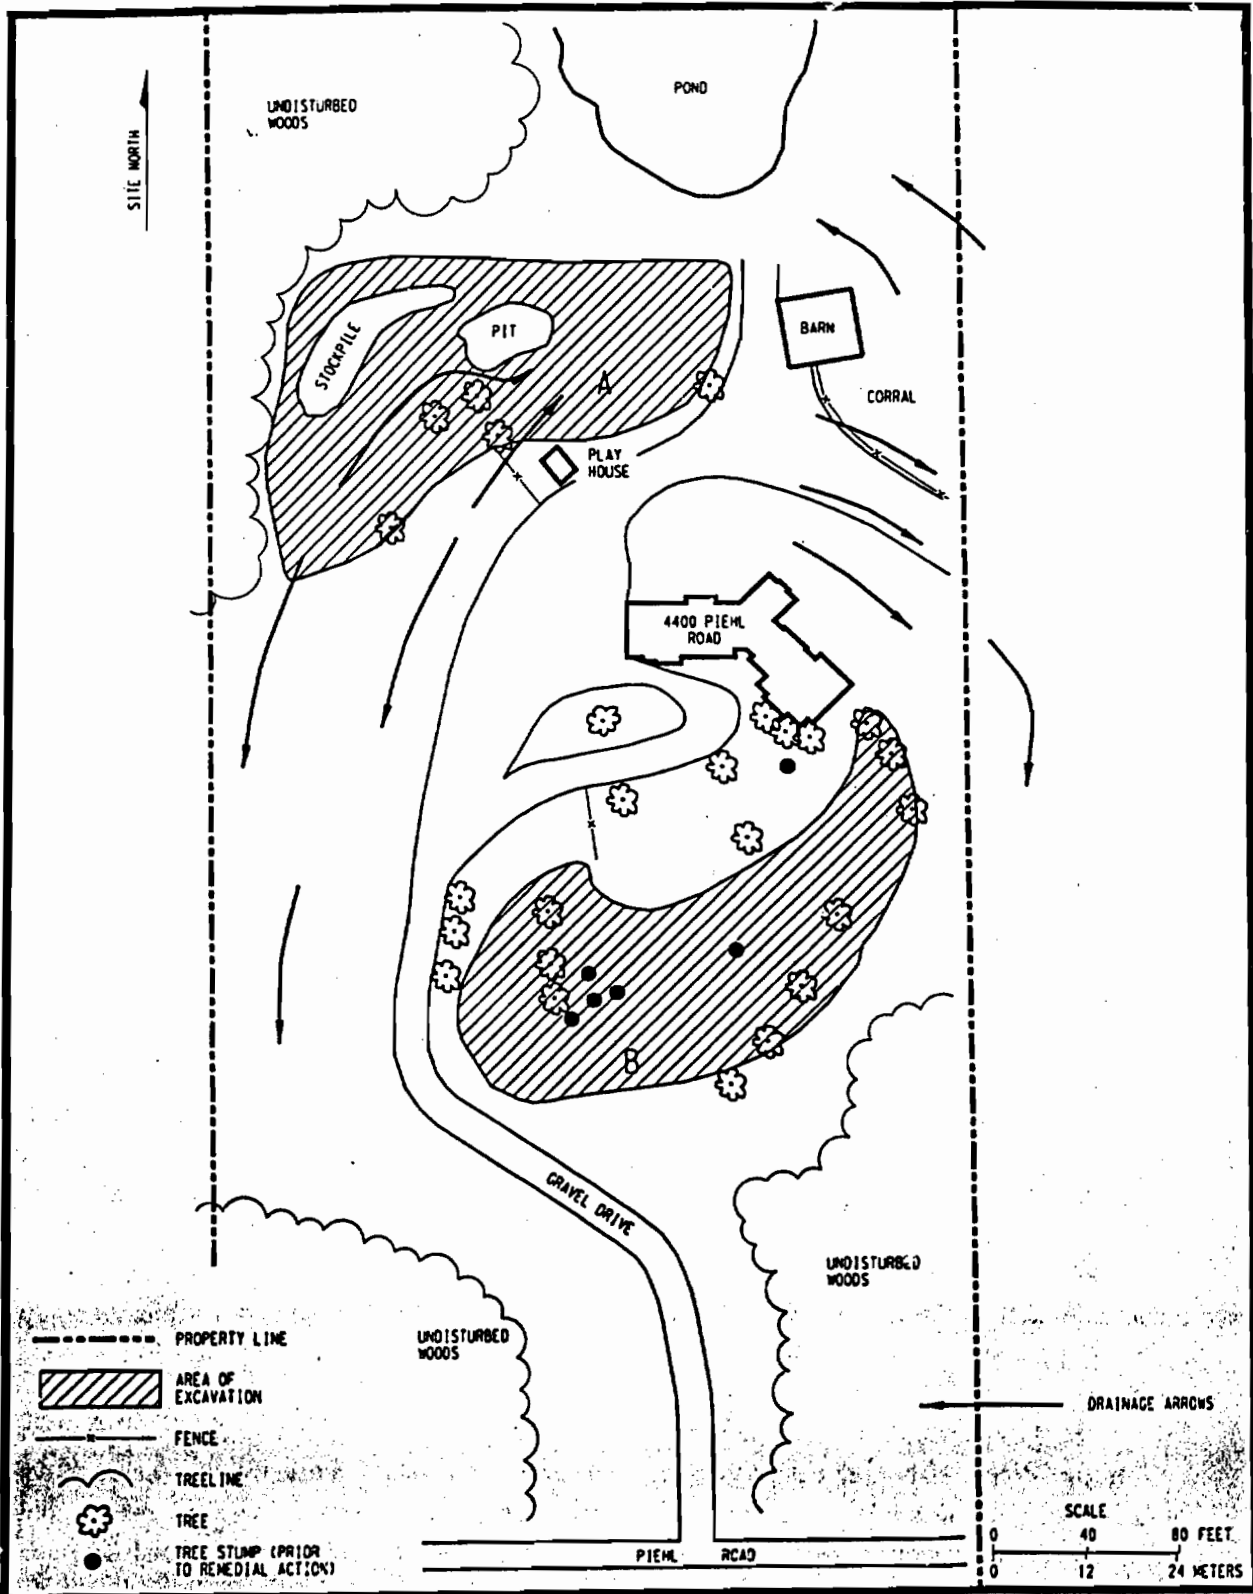 POND
UNDISTURBED
WOODS
SITE NORTH
STOCKPILE
PIT
BARN
A
CORRAL
PLAY
HOUSE
4400 PIEHL
ROAD
B
GRAVEL DRIVE
UNDISTURBED
WOODS
UNDISTURBED
WOODS
PROPERTY LINE
AREA OF
EXCAVATION
FENCE
TREELINE
TREE
TREE STUMP (PRIOR
TO REMEDIAL ACTION)
DRAINAGE ARROWS
SCALE
0 40 80 FEET
0 12 24 METERS
PIEHL ROAD